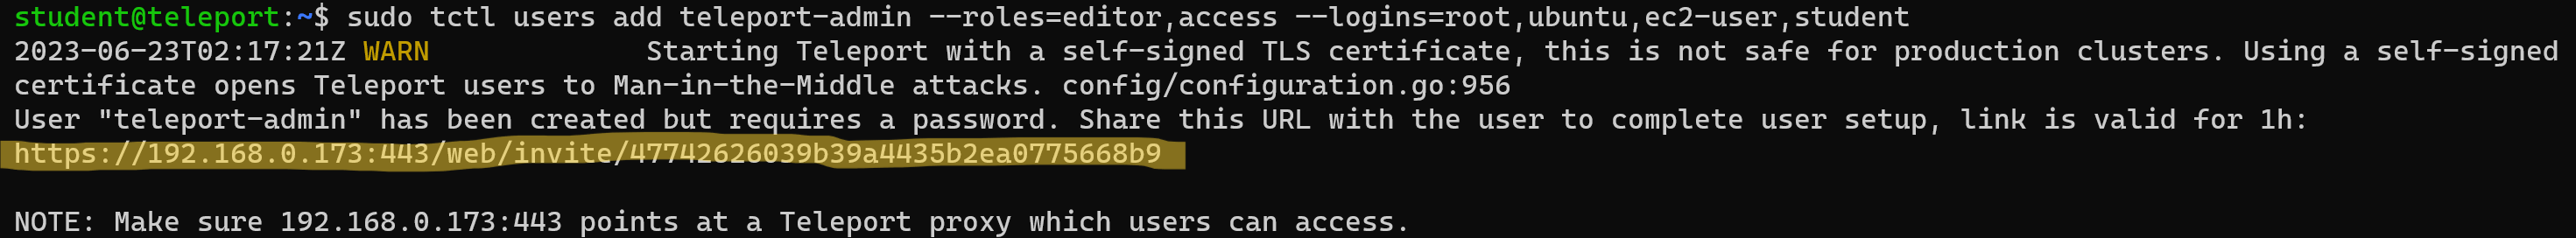 student@teleport:~$ sudo tctl users add teleport-admin --roles=editor,access --logins=root,ubuntu,ec2-user,student
2023-06-23T02:17:21Z WARN             Starting Teleport with a self-signed TLS certificate, this is not safe for production clusters. Using a self-signed
certificate opens Teleport users to Man-in-the-Middle attacks. config/configuration.go:956
User "teleport-admin" has been created but requires a password. Share this URL with the user to complete user setup, link is valid for 1h:
https://192.168.0.173:443/web/invite/47742626039b39a4435b2ea0775668b9
NOTE: Make sure 192.168.0.173:443 points at a Teleport proxy which users can access.